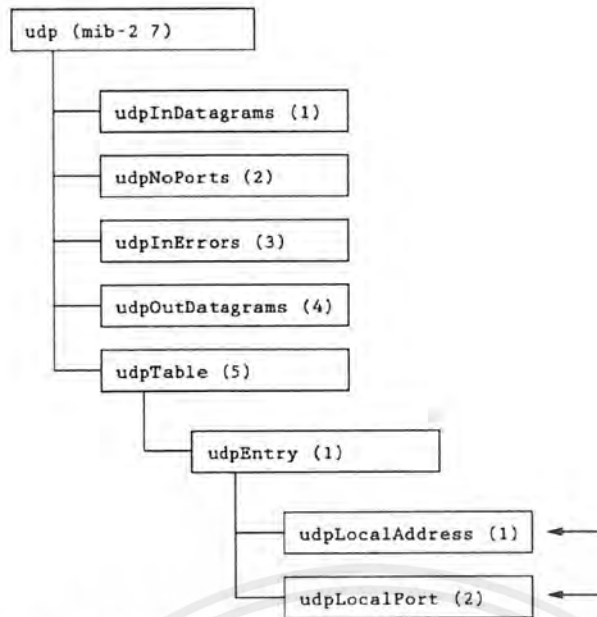 udp (mib-2 7)
udpInDatagrams (1)
udpNoPorts (2)
udpInErrors (3)
udpOutDatagrams (4)
udpTable (5)
udpEntry (1)
udpLocalAddress (1)
udpLocalPort (2)